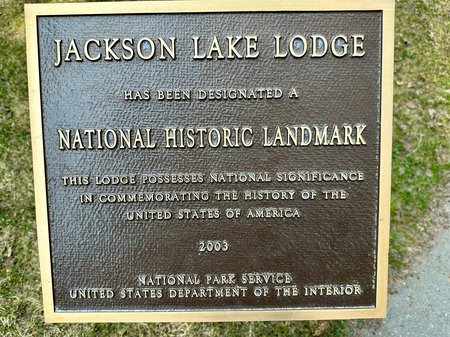 JACKSON LAKE LODGE
HAS BEEN DESIGNATED A
NATIONAL HISTORIC LANDMARK
THIS LODGE POSSESSES NATIONAL SIGNIFICANCE
IN COMMEMORATING THE HISTORY OF THE
UNITED STATES OF AMERICA
2003
NATIONAL PARK SERVICE
UNITED STATES DEPARTMENT OF THE INTERIOR